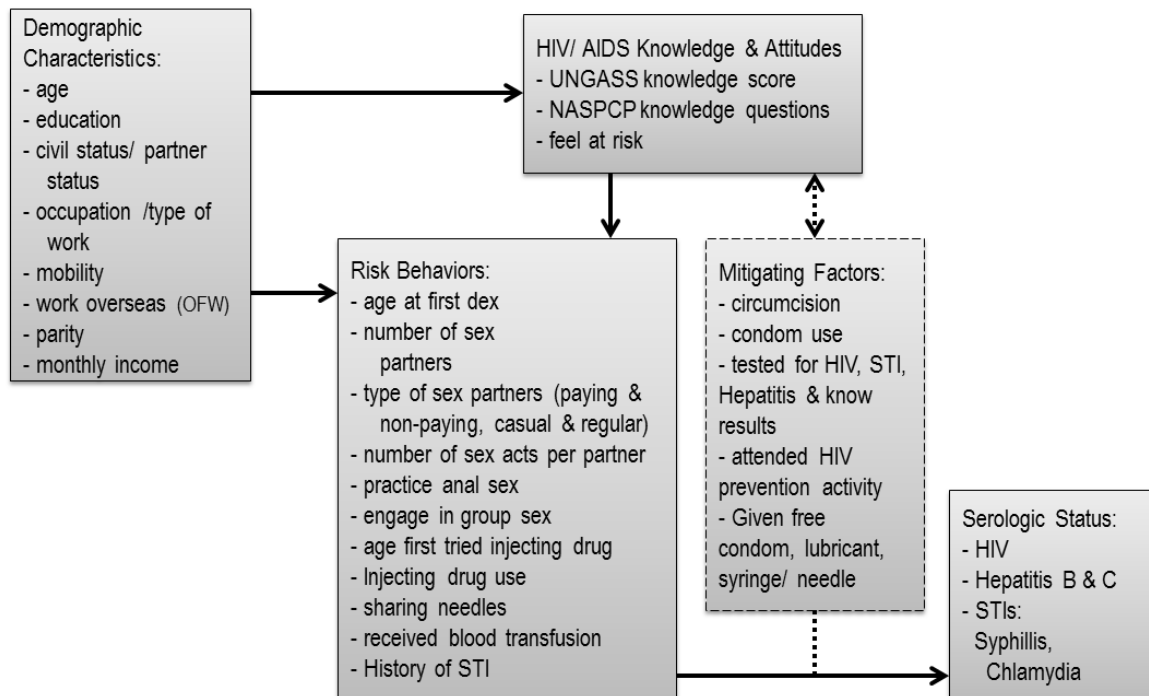 Demographic
Characteristics:
- age
- education
- civil status/ partner
status
- occupation /type of
work
- mobility
- work overseas (OFW)
- parity
- monthly income
HIV/ AIDS Knowledge & Attitudes
- UNGASS knowledge score
- NASPCP knowledge questions
- feel at risk
Risk Behaviors:
- age at first dex
- number of sex
partners
- type of sex partners (paying &
non-paying, casual & regular)
- number of sex acts per partner
- practice anal sex
- engage in group sex
- age first tried injecting drug
- Injecting drug use
- sharing needles
- received blood transfusion
- History of STI
Mitigating Factors:
- circumcision
- condom use
- tested for HIV, STI,
Hepatitis & know
results
- attended HIV
prevention activity
- Given free
condom, lubricant,
syringe/ needle
Serologic Status:
- HIV
- Hepatitis B & C
- STIs:
Syphillis,
Chlamydia